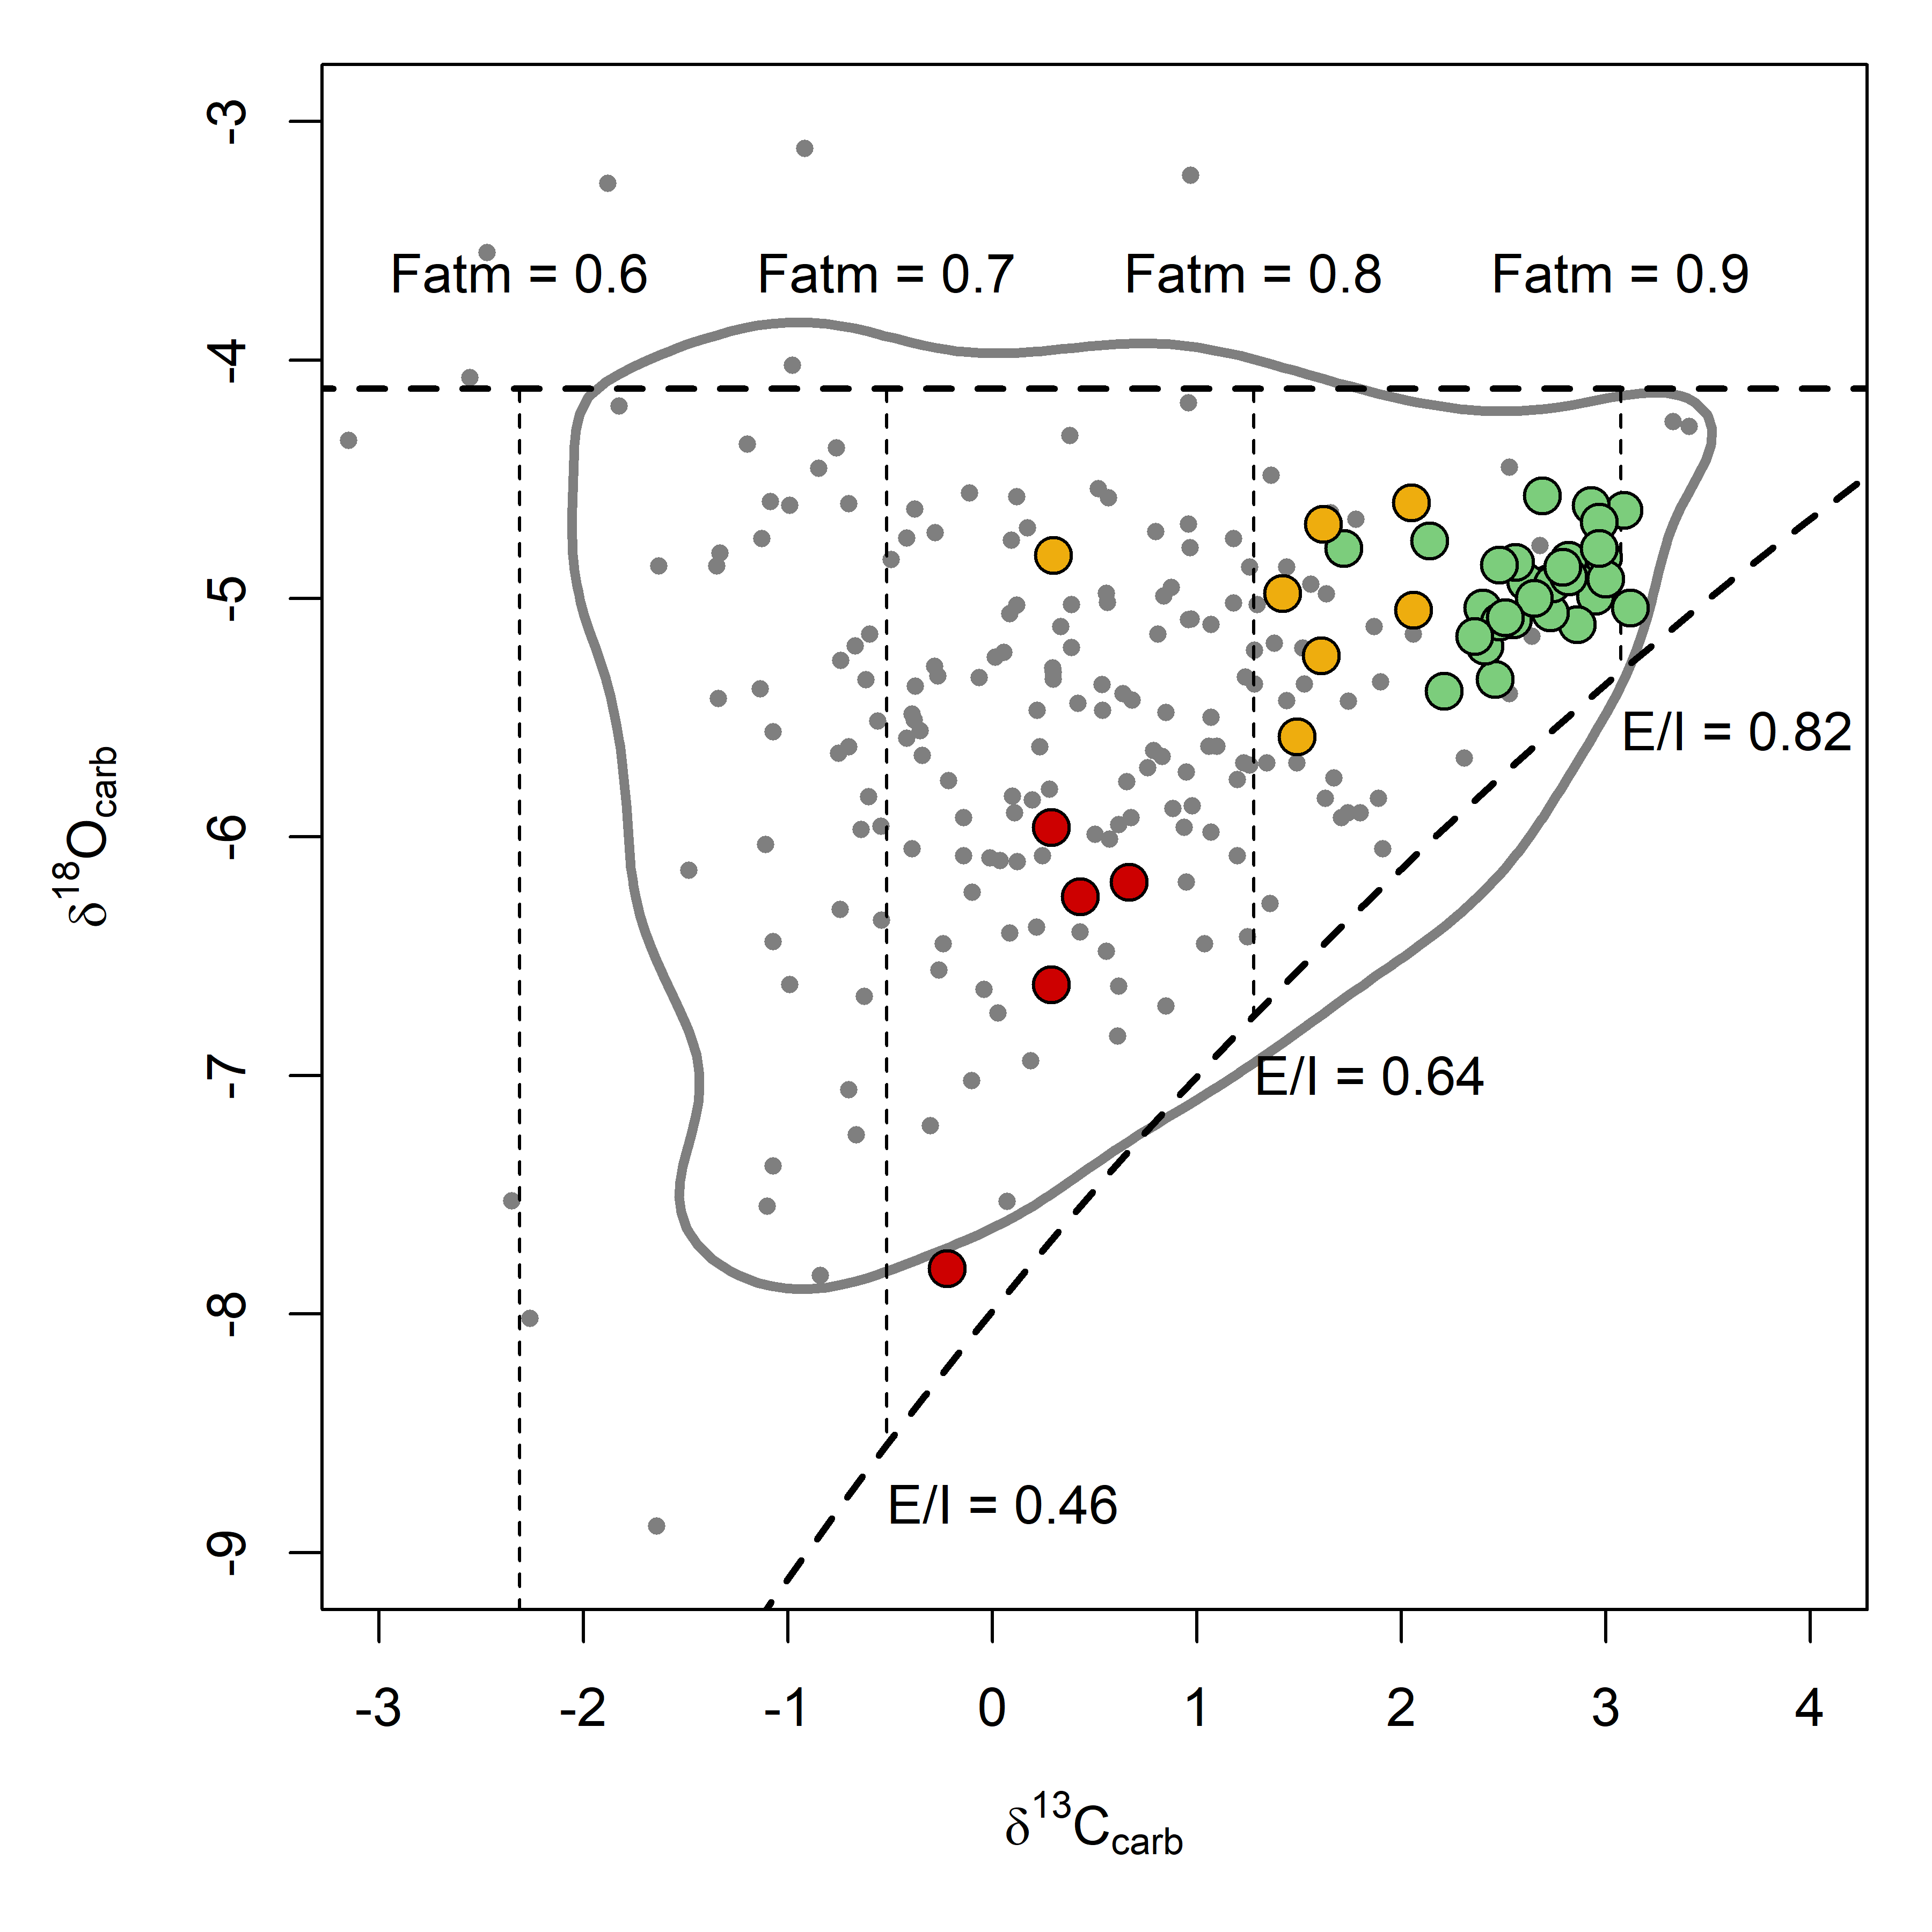 -3
Fatm = 0.6 Fatm = 0.7 Fatm = 0.8 Fatm = 0.9
-4
-5
E/I = 0.82
δ18Ocarb
-6
-7
E/I = 0.64
-8
E/I = 0.46
-9
-3 -2 -1 0 1 2 3 4
δ13Ccarb